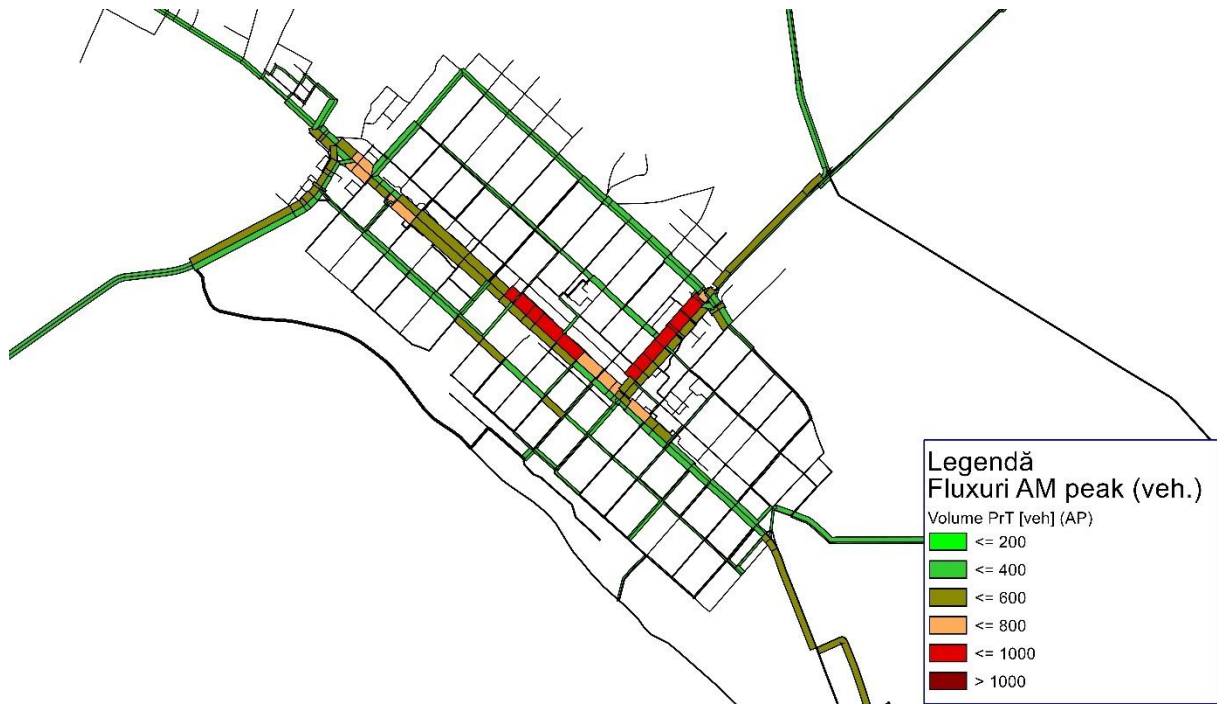 Legendă
Fluxuri AM peak (veh.)
Volume PrT [veh] (AP)
<= 200
<= 400
<= 600
<= 800
<= 1000
> 1000